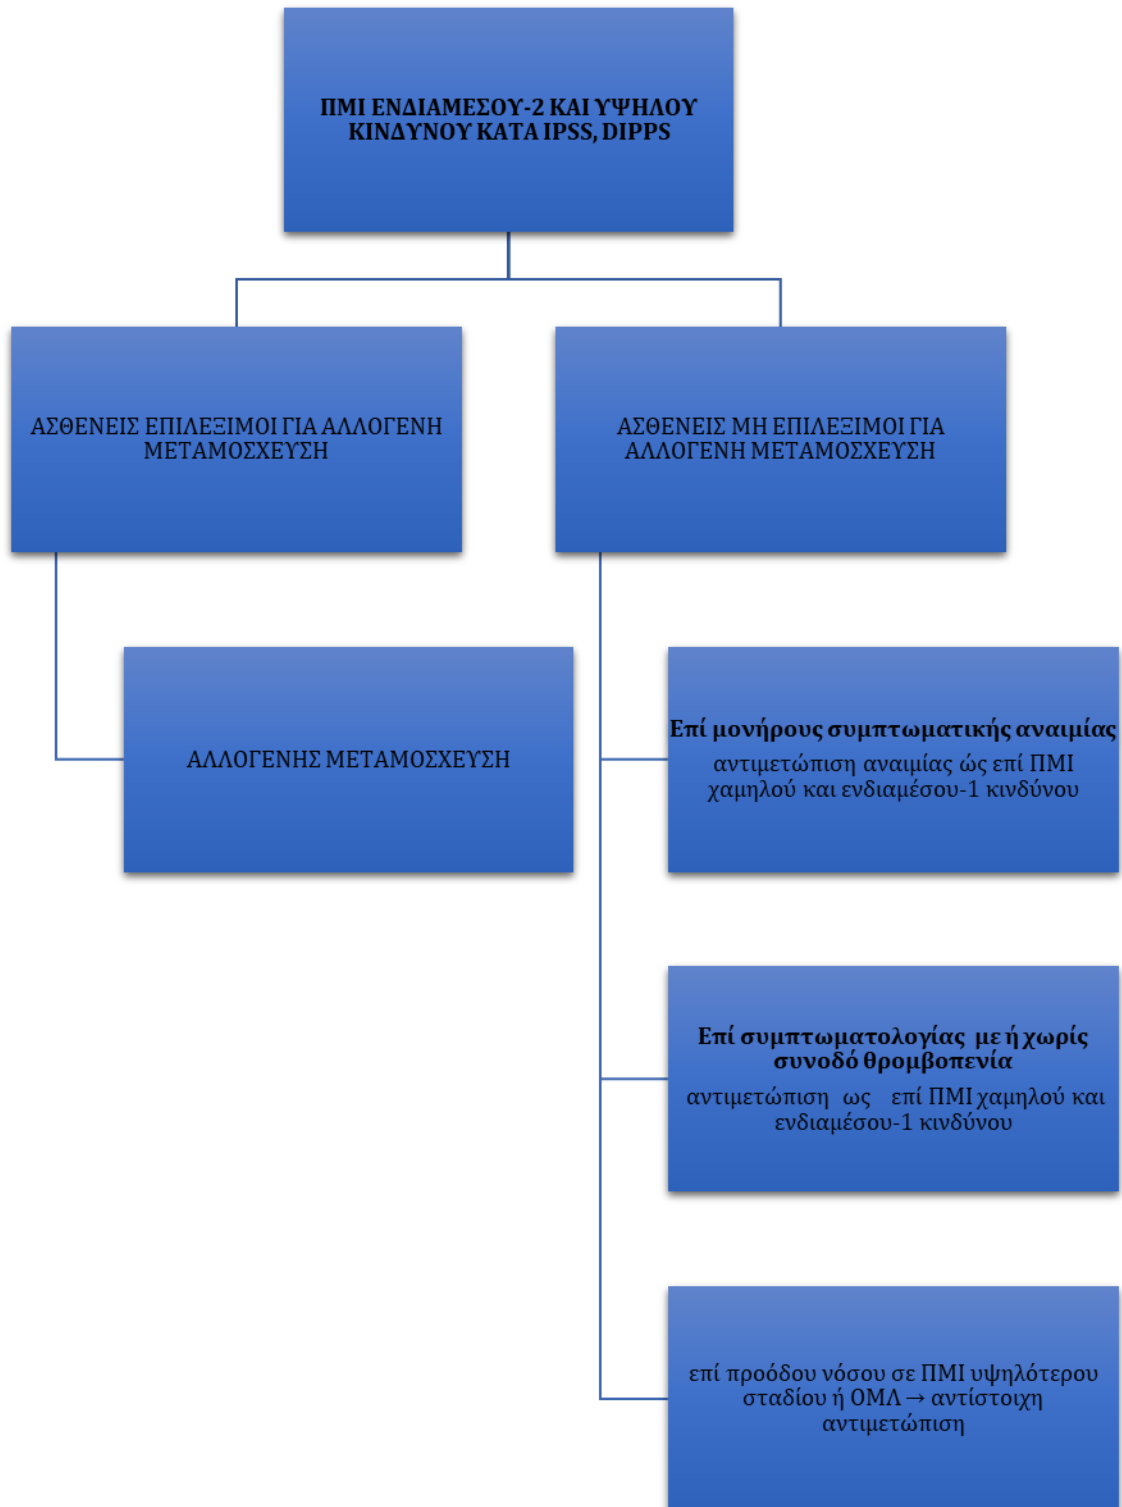 ΠΜΙ ΕΝΔΙΑΜΕΣΟΥ-2 ΚΑΙ ΥΨΗΛΟΥ
ΚΙΝΔΥΝΟΥ ΚΑΤΑ IPSS, DIPPS
ΑΣΘΕΝΕΙΣ ΕΠΙΛΕΞΙΜΟΙ ΓΙΑ ΑΛΛΟΓΕΝΗ
ΜΕΤΑΜΟΣΧΕΥΣΗ
ΑΣΘΕΝΕΙΣ ΜΗ ΕΠΙΛΕΞΙΜΟΙ ΓΙΑ
ΑΛΛΟΓΕΝΗ ΜΕΤΑΜΟΣΧΕΥΣΗ
ΑΛΛΟΓΕΝΗΣ ΜΕΤΑΜΟΣΧΕΥΣΗ
Επί μονήρους συμπτωματικής αναιμίας
αντιμετώπιση αναιμίας ώς επί ΠΜΙ
χαμηλού και ενδιαμέσου-1 κινδύνου
Επί συμπτωματολογίας με ή χωρίς
συνοδό θρομβοπενία
αντιμετώπιση ως επί ΠΜΙ χαμηλού και
ενδιαμέσου-1 κινδύνου
επί προόδου νόσου σε ΠΜΙ υψηλότερου
σταδίου ή ΟΜΛ → αντίστοιχη
αντιμετώπιση